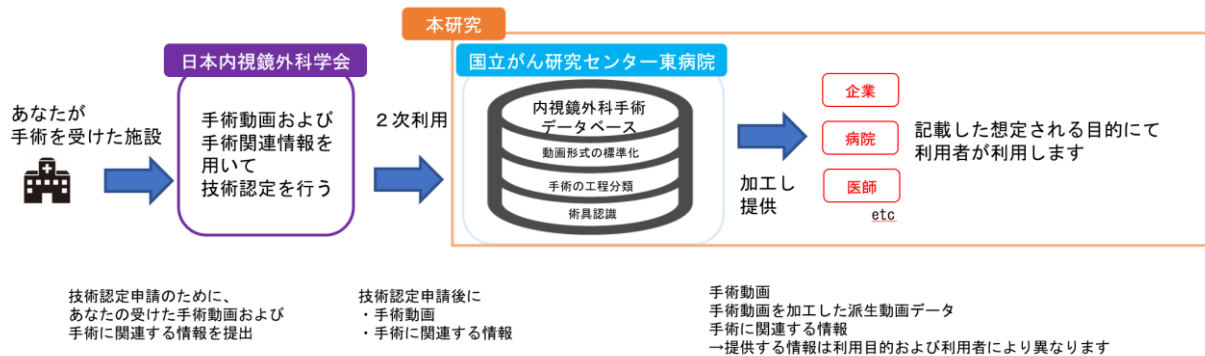 本研究
日本内視鏡外科学会
国立がん研究センター東病院
あなたが
手術を受けた施設
手術動画および
手術関連情報を
用いて
技術認定を行う
２次利用
内視鏡外科手術
データベース
動画形式の標準化
手術の工程分類
術具認識
加工し
提供
企業
病院
医師
etc
記載した想定される目的にて
利用者が利用します
技術認定申請のために、
あなたの受けた手術動画および
手術に関連する情報を提出
技術認定申請後に
・手術動画
・手術に関連する情報
手術動画
手術動画を加工した派生動画データ
手術に関連する情報
→提供する情報は利用目的および利用者により異なります